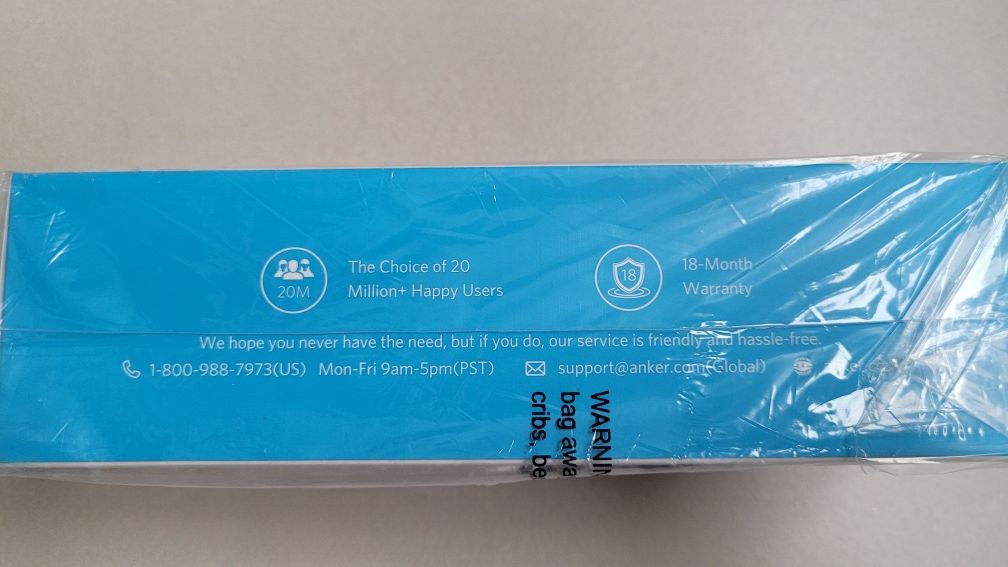 20M
The Choice of 20
Million+ Happy Users
18
18-Month
Warranty
We hope you never have the need, but if you do, our service is friendly and hassle-free.
1-800-988-7973(US) Mon-Fri 9am-5pm(PST)
support@anker.com(Global)
WARNIN
bag awa
cribs, be